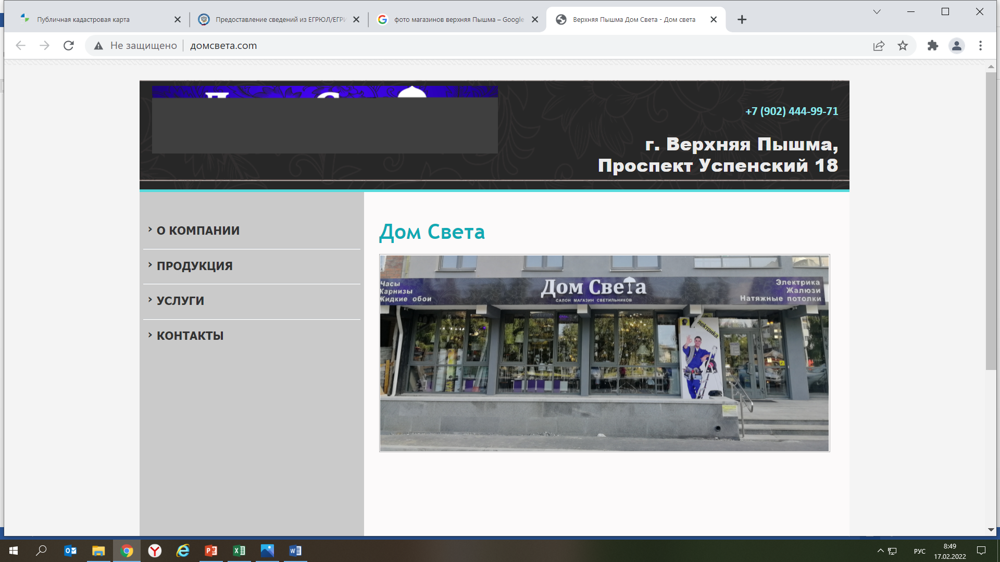 Публичная кадастровая карта
Предоставление сведений из ЕГРЮЛ/ЕГРИ
фото магазинов верхняя Пышма – Google
Верхняя Пышма Дом Света - Дом света
Не защищено
домсвета.com
+7 (902) 444-99-71
г. Верхняя Пышма,
Проспект Успенский 18
О КОМПАНИИ
ПРОДУКЦИЯ
УСЛУГИ
КОНТАКТЫ
Дом Света
Часы
Карнизы
Жидкие обои
Дом Света
САЛОН МАГАЗИН СВЕТИЛЬНИКОВ
Электрика
Жалюзи
Натяжные потолки
лектрика
РУС
8:49
17.02.2022